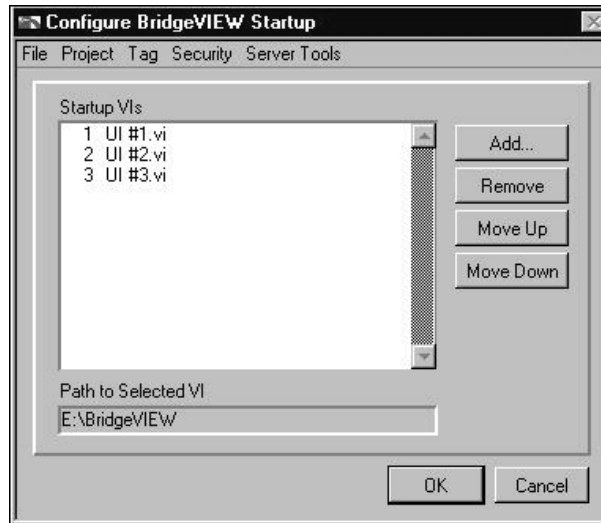 Configure BridgeVIEW Startup
File Project Tag Security Server Tools
Startup VIs
1 UI #1.vi
2 UI #2.vi
3 UI #3.vi
Add...
Remove
Move Up
Move Down
Path to Selected VI
E:\BridgeVIEW
OK Cancel